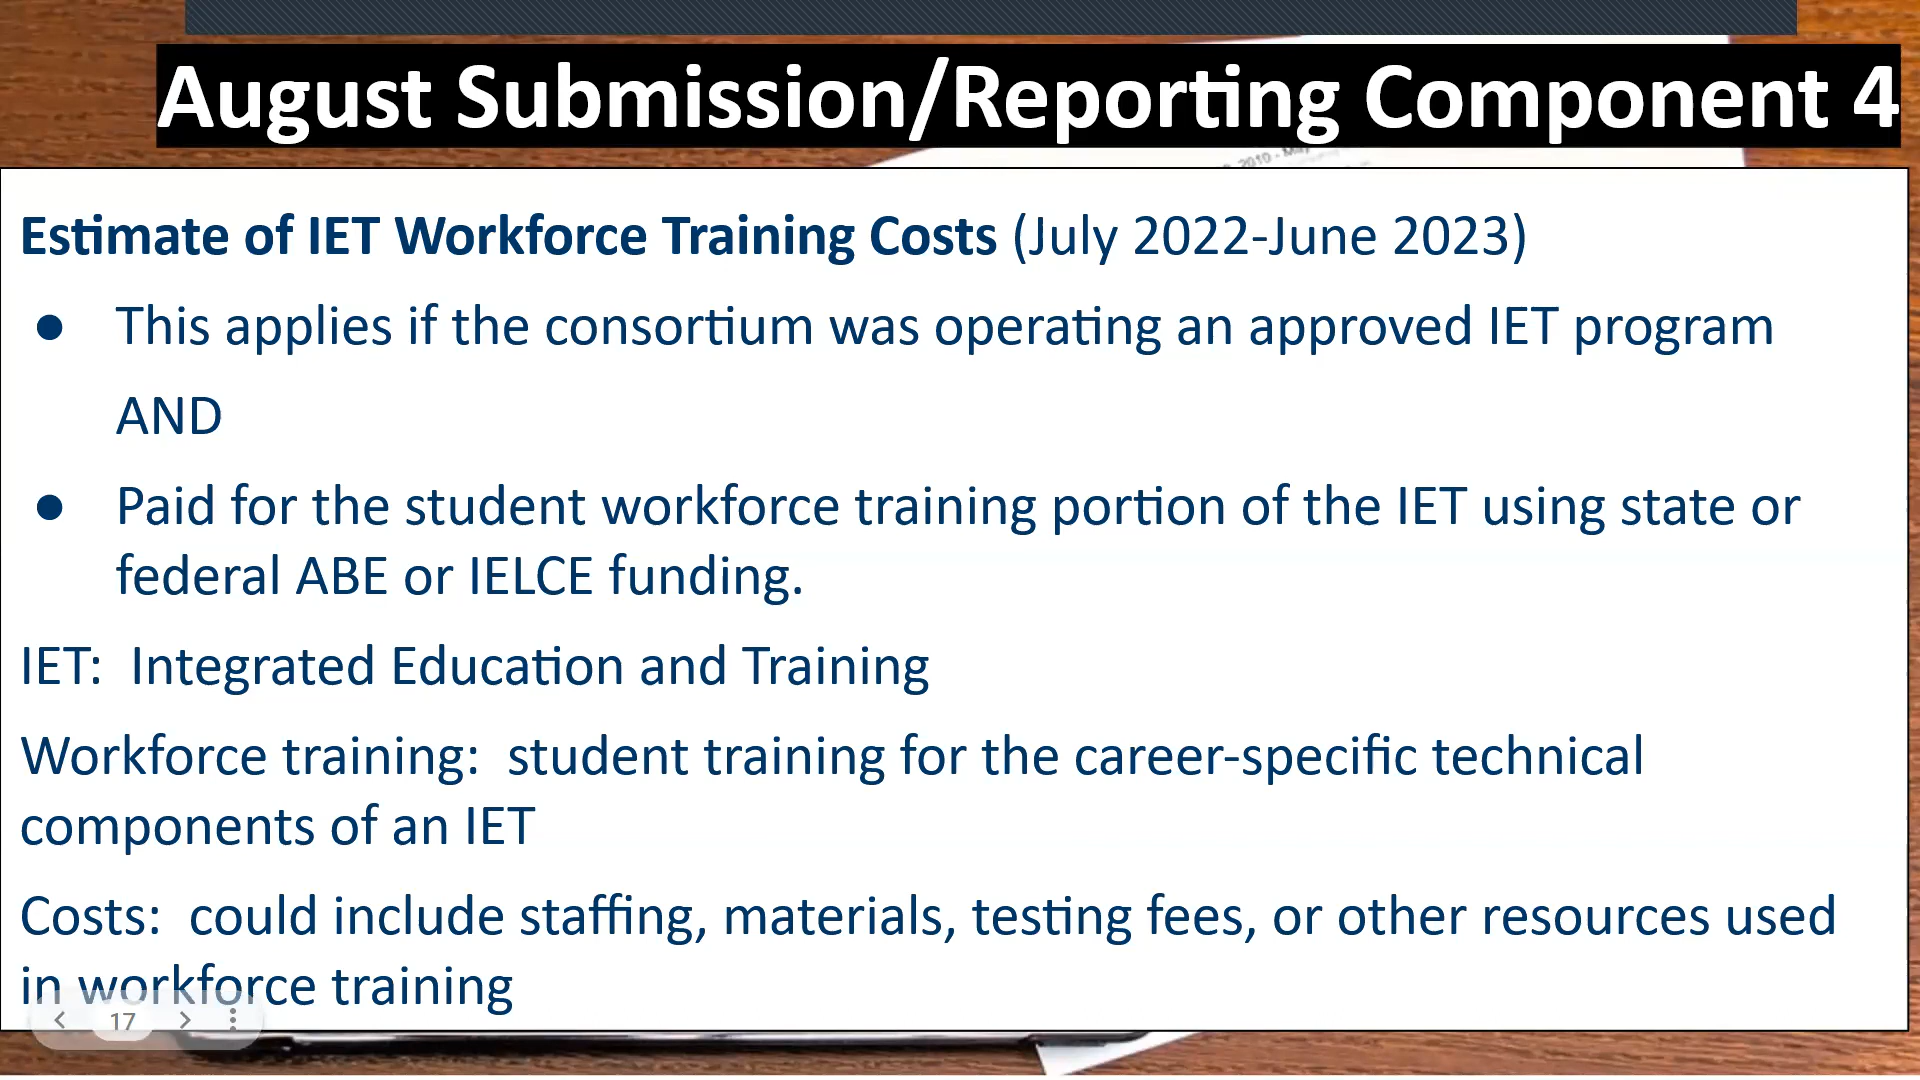 August Submission/Reporting Component 4
2010 - May
Estimate of IET Workforce Training Costs (July 2022-June 2023)
● This applies if the consortium was operating an approved IET program
AND
● Paid for the student workforce training portion of the IET using state or
federal ABE or IELCE funding.
IET: Integrated Education and Training
Workforce training: student training for the career-specific technical
components of an IET
Costs: could include staffing, materials, testing fees, or other resources used
in workforce training
17